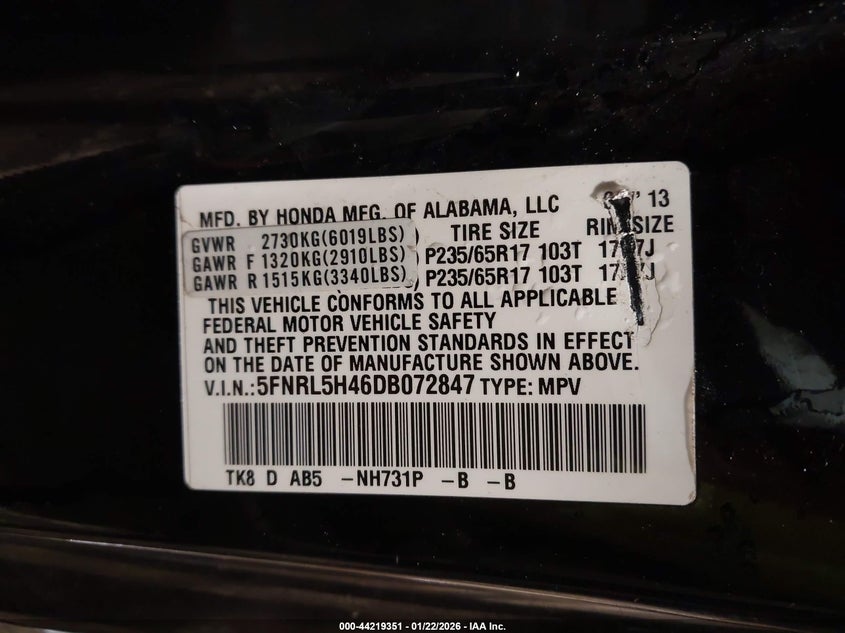 MFD. BY HONDA MFG. OF ALABAMA, LLC 13
GVWR 2730KG(6019LBS) TIRE SIZE RIM SIZE
GAWR F 1320KG(2910LBS) P235/65R17 103T
GAWR R 1515KG(3340LBS) P235/65R17 103T
THIS VEHICLE CONFORMS TO ALL APPLICABLE
FEDERAL MOTOR VEHICLE SAFETY
AND THEFT PREVENTION STANDARDS IN EFFECT
ON THE DATE OF MANUFACTURE SHOWN ABOVE.
V.I.N.:5FNRL5H46DB072847 TYPE: MPV
TK8 D AB5 -NH731P -B -B
000-44219351 - 01/22/2026 - IAA Inc.